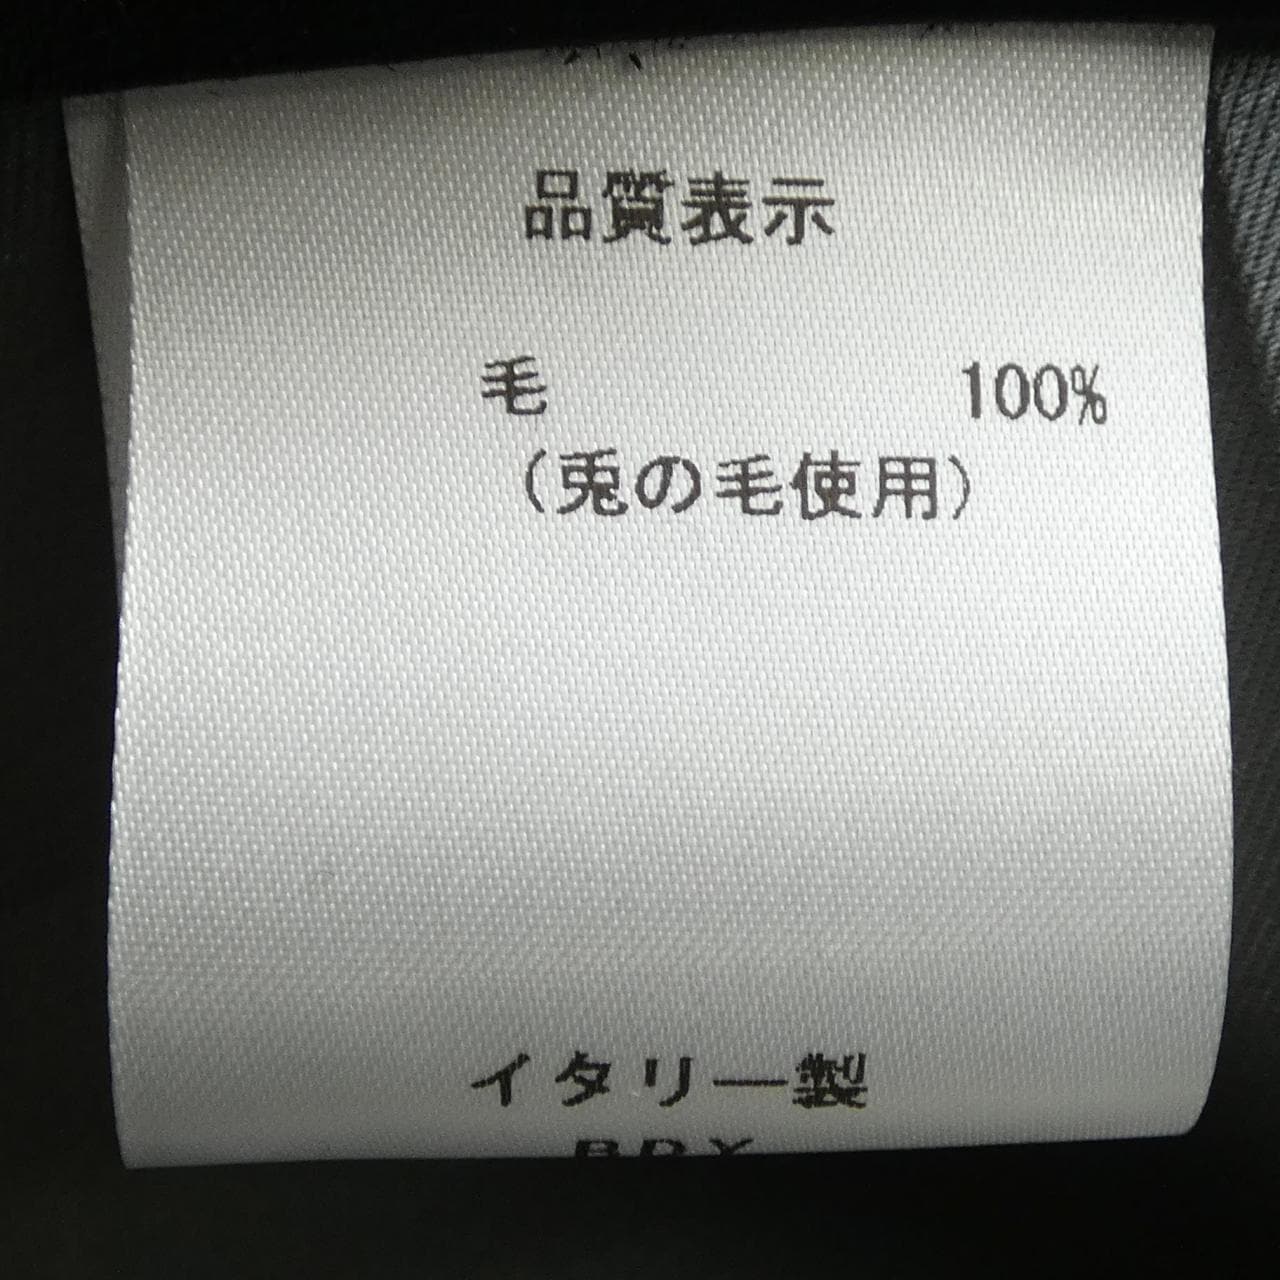 品質表示
毛 100%
（兎の毛使用）
イタリー製